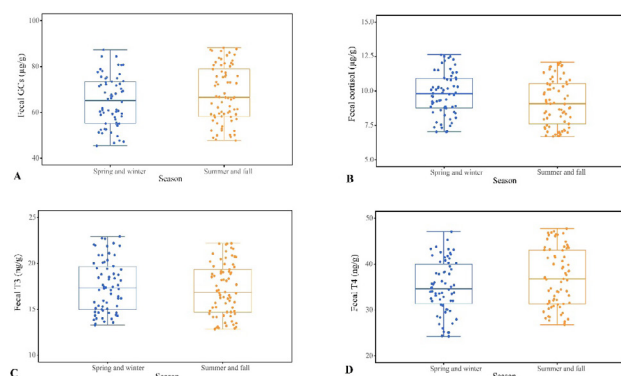 Fecal GCs (μg/g)
100
80
60
40
Spring and winter
Summer and fall
Season
A
Fecal cortisol (μg/g)
15.0
12.5
10.0
7.5
5.0
Spring and winter
Summer and fall
Season
B
Fecal T3 (ng/g)
25
20
15
10
Spring and winter
Summer and fall
Season
C
Fecal T4 (ng/g)
50
40
30
20
Spring and winter
Summer and fall
Season
D